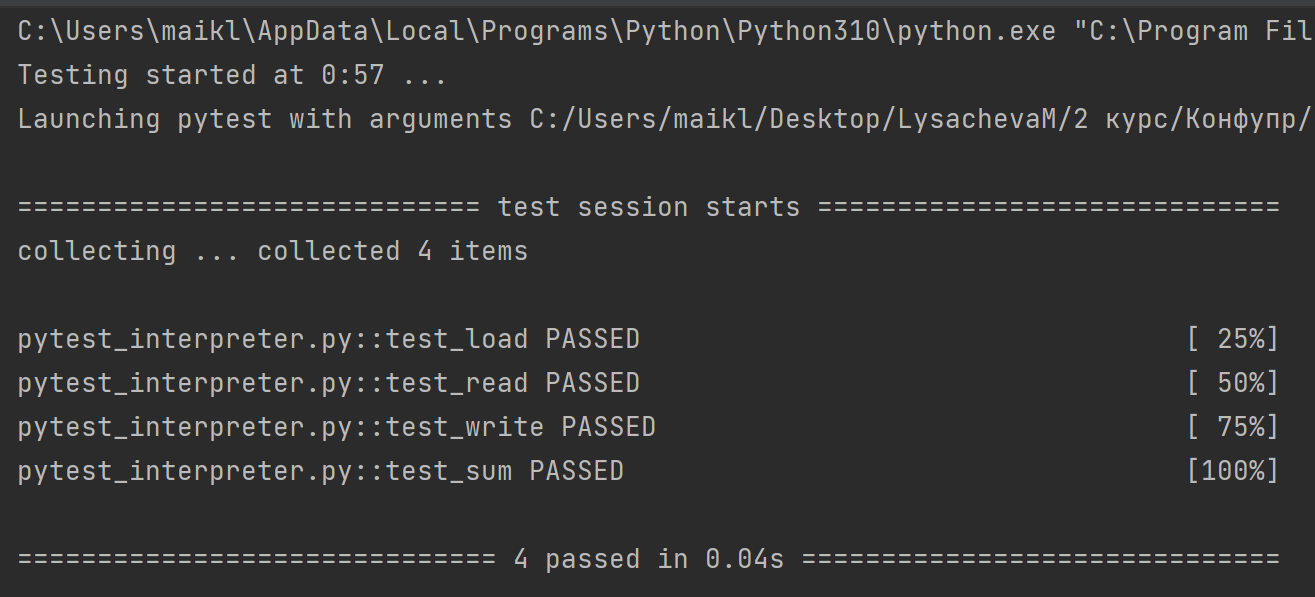 C:\Users\maikl\AppData\Local\Programs\Python\Python310\python.exe "C:\Program Fil
Testing started at 0:57 ...
Launching pytest with arguments C:/Users/maikl/Desktop/LysachevaM/2 курс/Конфупр/
============================= test session starts =============================
collecting ... collected 4 items
pytest_interpreter.py::test_load PASSED [ 25%]
pytest_interpreter.py::test_read PASSED [ 50%]
pytest_interpreter.py::test_write PASSED [ 75%]
pytest_interpreter.py::test_sum PASSED [100%]
============================== 4 passed in 0.04s ==============================